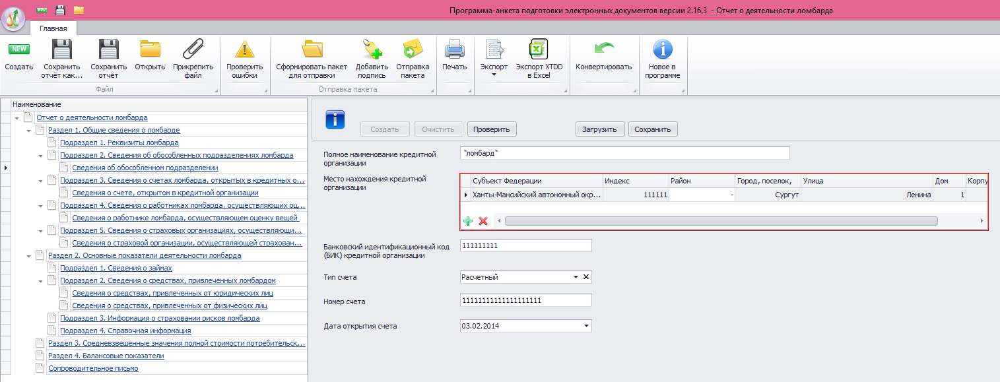 NEW
Программа-анкета подготовки электронных документов версии 2.16.3 - Отчет о деятельности ломбарда
Главная
NEW
Создать
Сохранить
отчёт как...
Сохранить
отчёт
Открыть
Прикрепить
файл
Файл
Проверить
ошибки
Сформировать пакет
для отправки
Добавить
подпись
Отправка
пакета
Отправка пакета
Печать
Экспорт
Экспорт XTDD
в Excel
Конвертировать
Новое в
программе
Наименование
Отчет о деятельности ломбарда
Раздел 1. Общие сведения о ломбарде
Подраздел 1. Реквизиты ломбарда
Подраздел 2. Сведения об обособленных подразделениях ломбарда
Сведения об обособленном подразделении
Подраздел 3. Сведения о счетах ломбарда, открытых в кредитных о...
Сведения о счете, открытом в кредитной организации
Подраздел 4. Сведения о работниках ломбарда, осуществляющих оц...
Сведения о работнике ломбарда, осуществляющем оценку вещей
Подраздел 5. Сведения о страховых организациях, осуществляющи...
Сведения о страховой организации, осуществляющей страхован...
Раздел 2. Основные показатели деятельности ломбарда
Подраздел 1. Сведения о займах
Подраздел 2. Сведения о средствах, привлеченных ломбардом
Сведения о средствах, привлеченных от юридических лиц
Сведения о средствах, привлеченных от физических лиц
Подраздел 3. Информация о страховании рисков ломбарда
Подраздел 4. Справочная информация
Раздел 3. Средневзвешенные значения полной стоимости потребительск...
Раздел 4. Балансовые показатели
Сопроводительное письмо
Создать
Очистить
Проверить
Загрузить
Сохранить
Полное наименование кредитной
организации
"ломбард"
Место нахождения кредитной
организации
Субъект Федерации Индекс Район Город, поселок, Улица Дом Корпу
Ханты-Мансийский автономный окр... 111111 - Сургут Ленина 1
Банковский идентификационный код
(БИК) кредитной организации
111111111
Тип счета
Расчетный
Номер счета
11111111111111111111
Дата открытия счета
03.02.2014